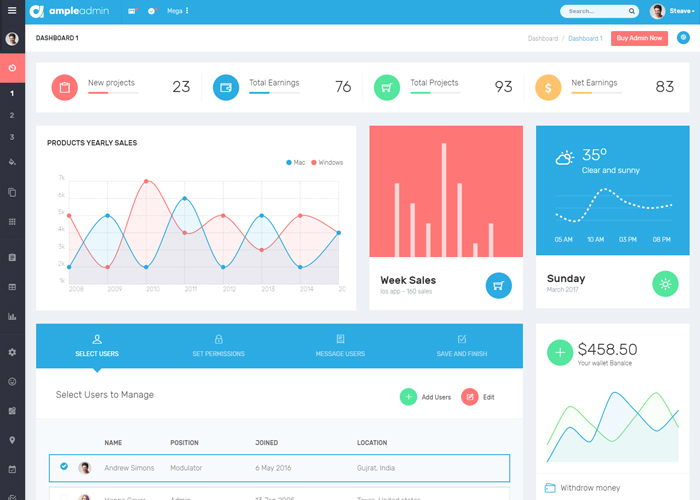 ampleadmin
Mega
Search...
Steave
DASHBOARD 1
Dashboard / Dashboard 1
Buy Admin Now
1
2
3
New projects
23
Total Earnings
76
Total Projects
93
Net Earnings
83
PRODUCTS YEARLY SALES
Mac
Windows
7k
6k
5k
4k
3k
2k
1k
2008 2009 2010 2011 2012 2013 2014 20
Week Sales
Ios app - 160 sales
35º
Clear and sunny
05 AM 10 AM 03 PM 08 PM
Sunday
March 2017
SELECT USERS
SET PERMISSIONS
MESSAGE USERS
SAVE AND FINISH
Select Users to Manage
Add Users
Edit
NAME POSITION JOINED LOCATION
Andrew Simons Modulator 6 May 2016 Gujrat, India
$458.50
Your wallet Banalce
Withdrow money